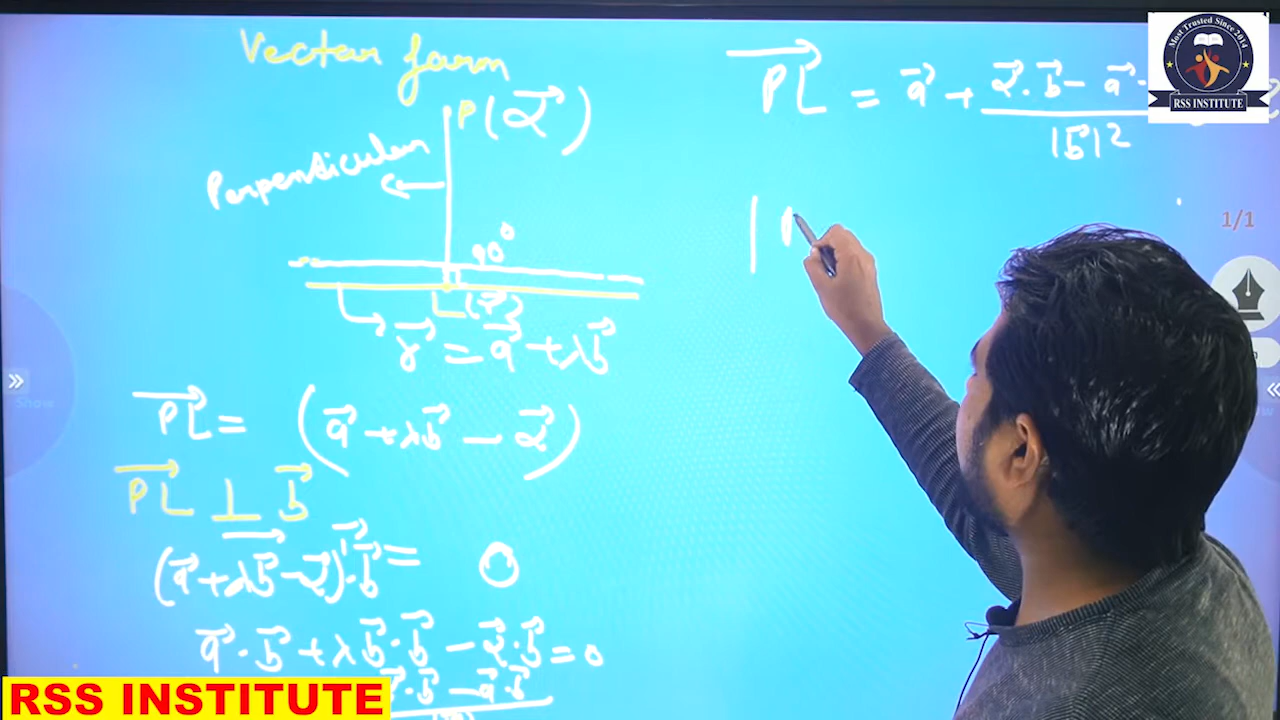 Vector form
P(α⃗)
Perpendicular
90°
L(r⃗)
r⃗ = a⃗ + λb⃗
PL⃗ = (a⃗ + λb⃗ - α⃗)
PL⃗ ⊥ b⃗
(a⃗ + λb⃗ - α⃗)·b⃗ = 0
a⃗·b⃗ + λb⃗·b⃗ - α⃗·b⃗ = 0
·b⃗ - a⃗·b⃗
PL⃗ = a⃗ + α⃗·b⃗ - a⃗·
|b⃗|²
|
Most Trusted Since 2014
RSS INSTITUTE
1/1
Show
RSS INSTITUTE